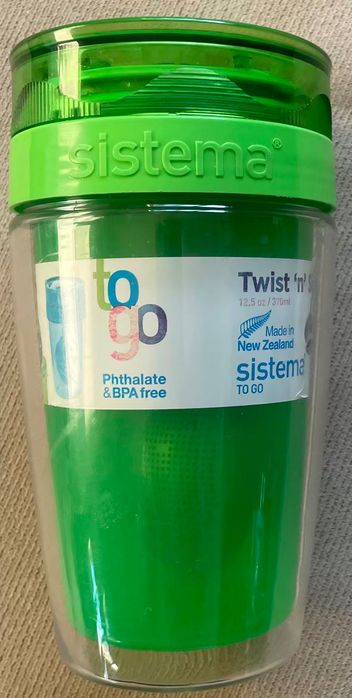 sistema®
to
go
Phthalate
& BPA free
Twist 'n'
12.5 oz / 370ml
Made in
New Zealand
sistema
TO GO